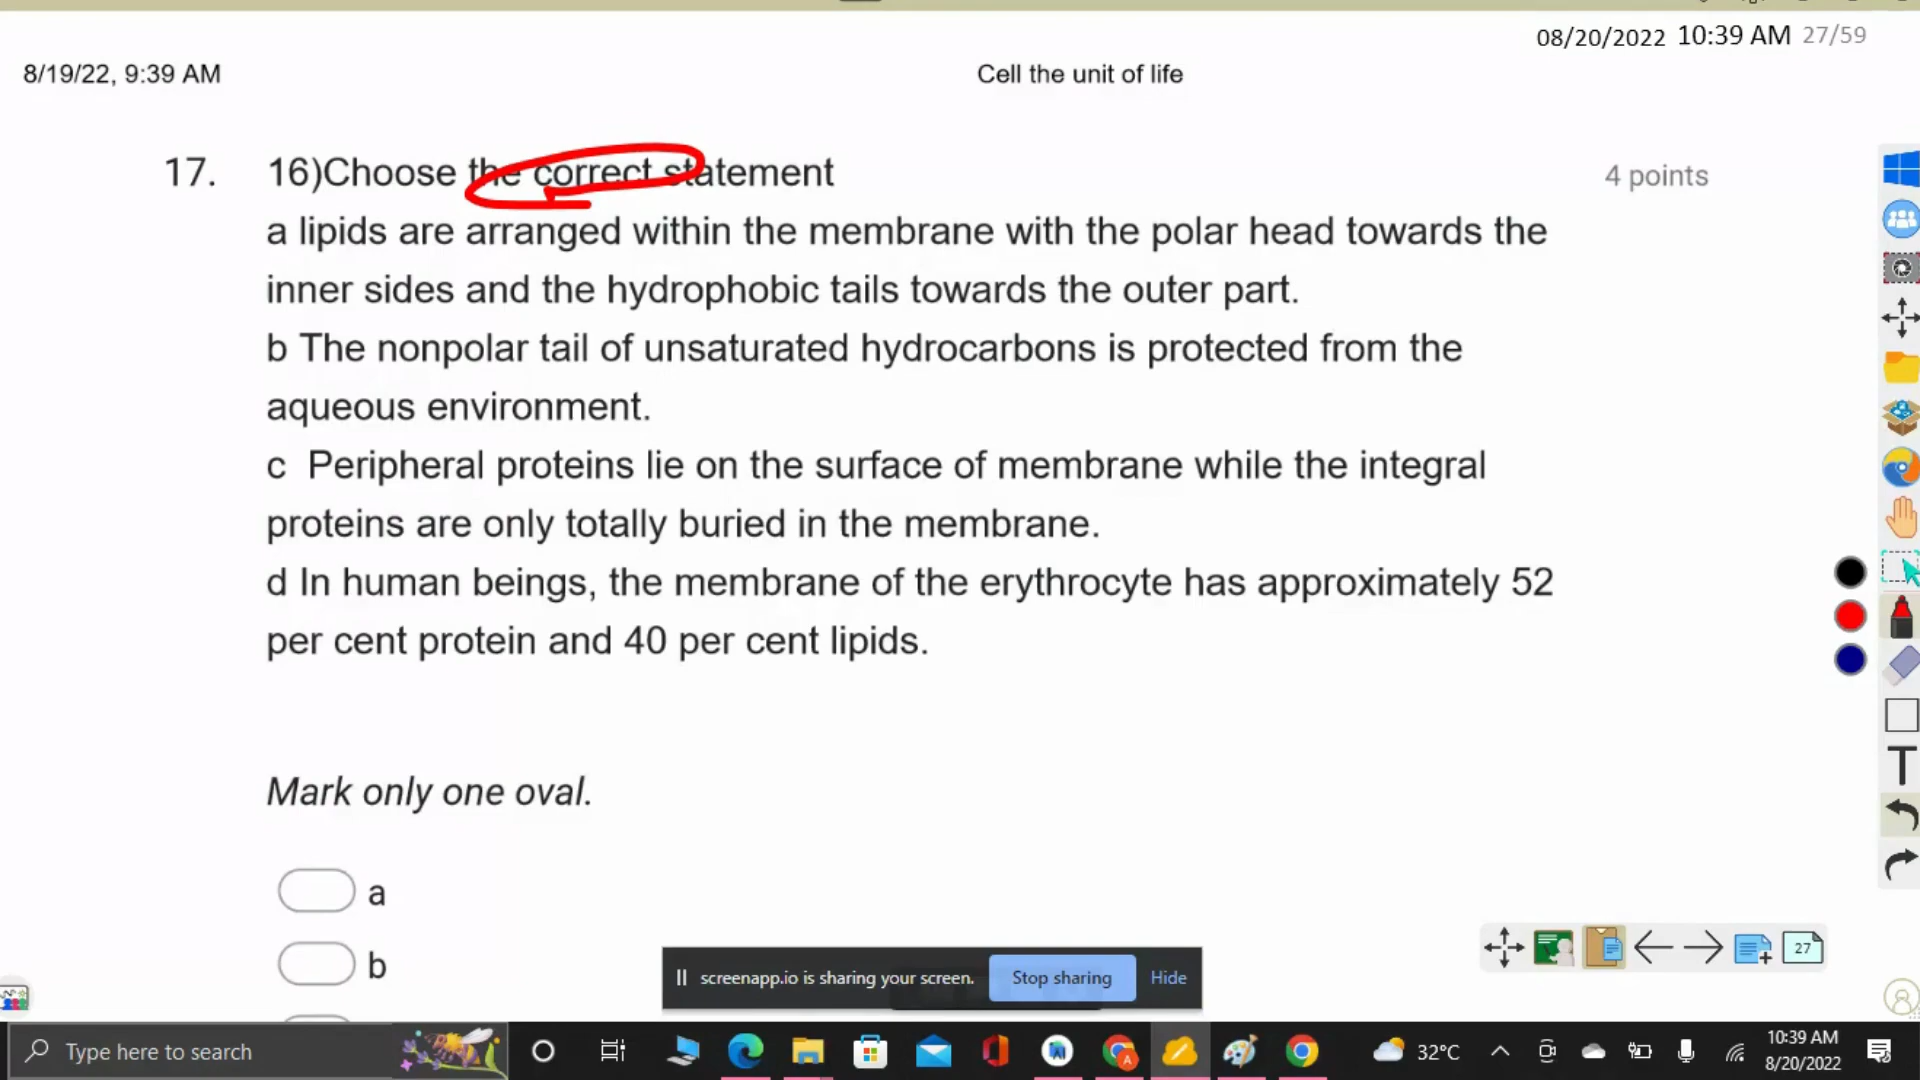 08/20/2022 10:39 AM 27/59
8/19/22, 9:39 AM
Cell the unit of life
17. 16)Choose the correct statement
4 points
a lipids are arranged within the membrane with the polar head towards the
inner sides and the hydrophobic tails towards the outer part.
b The nonpolar tail of unsaturated hydrocarbons is protected from the
aqueous environment.
c Peripheral proteins lie on the surface of membrane while the integral
proteins are only totally buried in the membrane.
d In human beings, the membrane of the erythrocyte has approximately 52
per cent protein and 40 per cent lipids.
Mark only one oval.
a
b
T
27
screenapp.io is sharing your screen. Stop sharing Hide
Type here to search
A
32°C
10:39 AM
8/20/2022